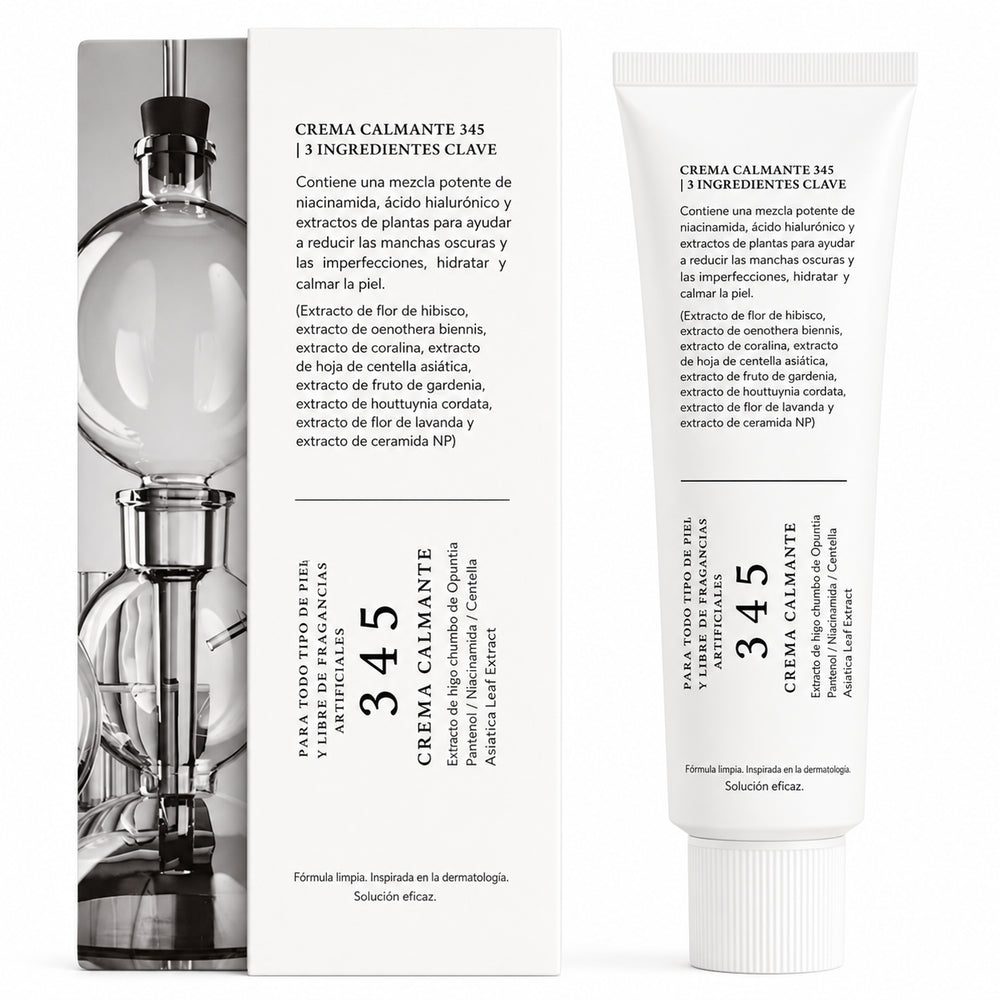 CREMA CALMANTE 345
| 3 INGREDIENTES CLAVE
Contiene una mezcla potente de
niacinamida, ácido hialurónico y
extractos de plantas para ayudar
a reducir las manchas oscuras y
las imperfecciones, hidratar y
calmar la piel.
(Extracto de flor de hibisco,
extracto de oenothera biennis,
extracto de coralina, extracto
de hoja de centella asiática,
extracto de fruto de gardenia,
extracto de houttuynia cordata,
extracto de flor de lavanda y
extracto de ceramida NP)
PARA TODO TIPO DE PIEL
Y LIBRE DE FRAGANCIAS
ARTIFICIALES
345
CREMA CALMANTE
Extracto de higo chumbo de Opuntia
Pantenol / Niacinamida / Centella
Asiatica Leaf Extract
Fórmula limpia. Inspirada en la dermatología.
Solución eficaz.
CREMA CALMANTE 345
| 3 INGREDIENTES CLAVE
Contiene una mezcla potente de
niacinamida, ácido hialurónico y
extractos de plantas para ayudar
a reducir las manchas oscuras y
las imperfecciones, hidratar y
calmar la piel.
(Extracto de flor de hibisco,
extracto de oenothera biennis,
extracto de coralina, extracto
de hoja de centella asiática,
extracto de fruto de gardenia,
extracto de houttuynia cordata,
extracto de flor de lavanda y
extracto de ceramida NP)
PARA TODO TIPO DE PIEL
Y LIBRE DE FRAGANCIAS
ARTIFICIALES
345
CREMA CALMANTE
Extracto de higo chumbo de Opuntia
Pantenol / Niacinamida / Centella
Asiatica Leaf Extract
Fórmula limpia. Inspirada en la dermatología.
Solución eficaz.